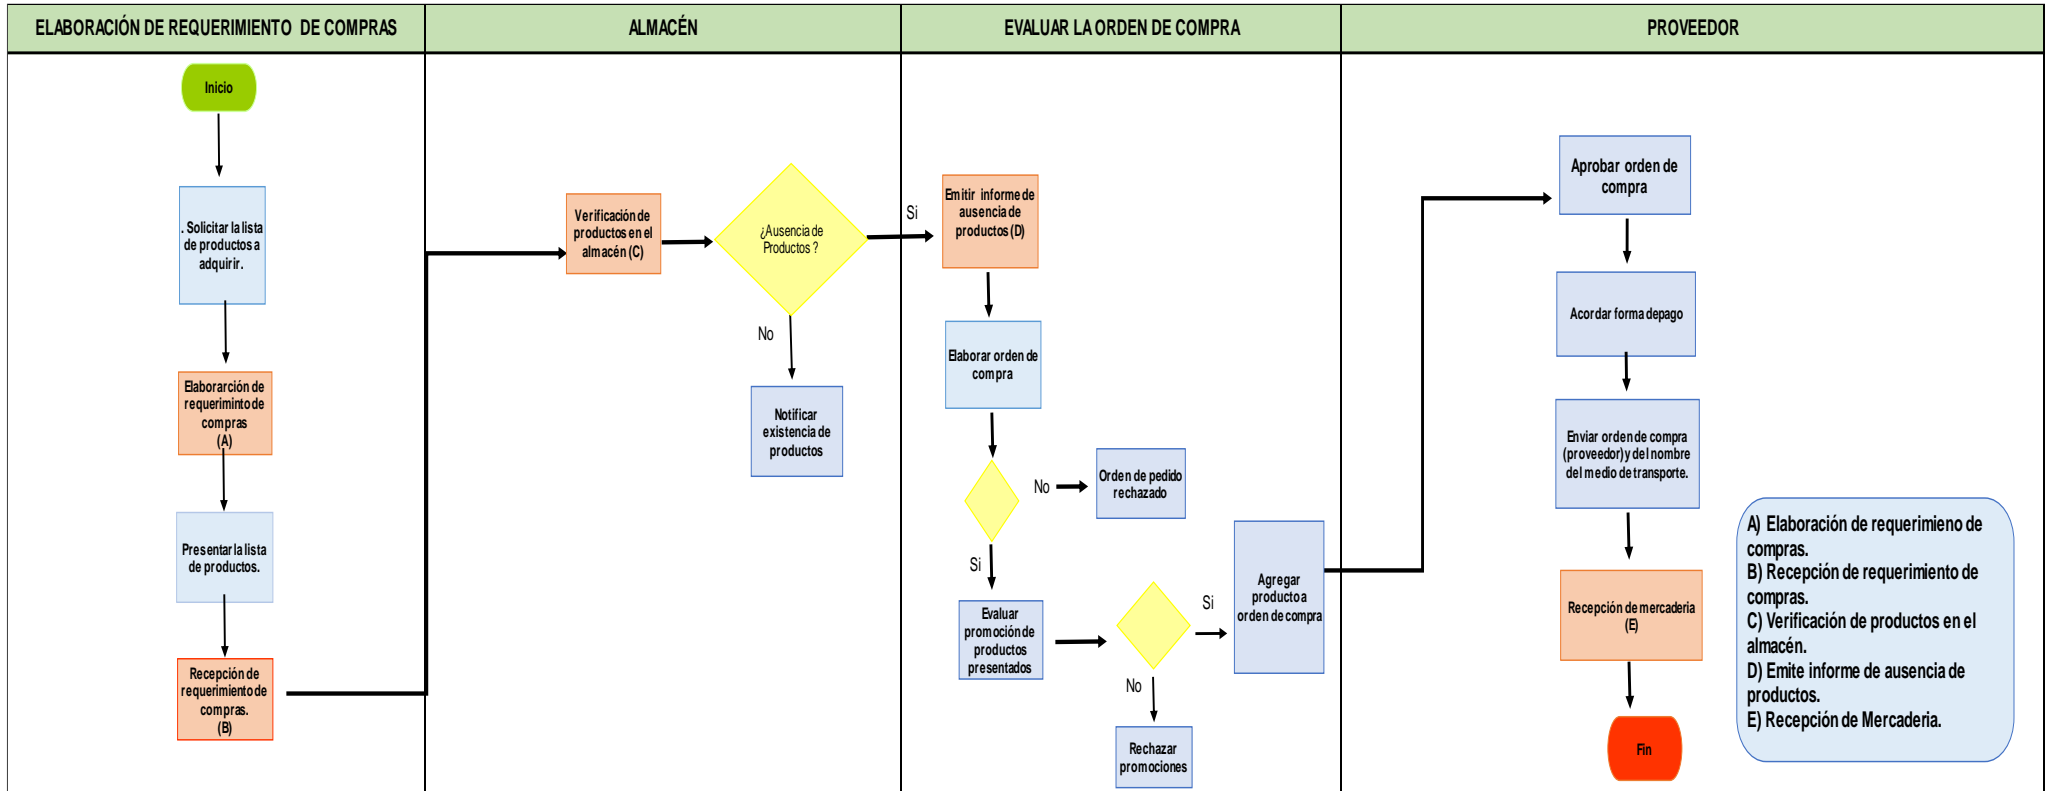 ELABORACIÓN DE REQUERIMIENTO DE COMPRAS
ALMACÉN
EVALUAR LA ORDEN DE COMPRA
PROVEEDOR
Inicio
. Solicitar la lista
de productos a
adquirir.
Elaborarción de
requeriminto de
compras
(A)
Presentar la lista
de productos.
Recepción de
requerimiento de
compras.
(B)
Verificación de
productos en el
almacén (C)
¿Ausencia de
Productos ?
Si
No
Notificar
existencia de
productos
Emitir informe de
ausencia de
productos (D)
Elaborar orden de
compra
No
Orden de pedido
rechazado
Si
Evaluar
promoción de
productos
presentados
Si
No
Rechazar
promociones
Agregar
producto a
orden de compra
Aprobar orden de
compra
Acordar forma depago
Enviar orden de compra
(proveedor) y del nombre
del medio de transporte.
Recepción de mercaderia
(E)
Fin
A) Elaboración de requerimieno de
compras.
B) Recepción de requerimiento de
compras.
C) Verificación de productos en el
almacén.
D) Emite informe de ausencia de
productos.
E) Recepción de Mercaderia.